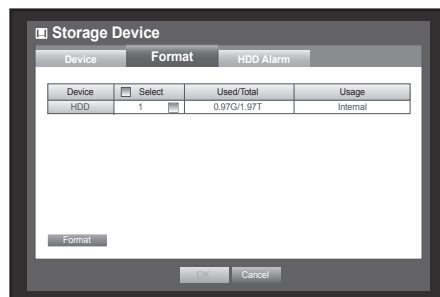 Storage Device
Device Format HDD Alarm
Device Select Used/Total Usage
HDD 1 0.97G/1.97T Internal
Format
OK Cancel